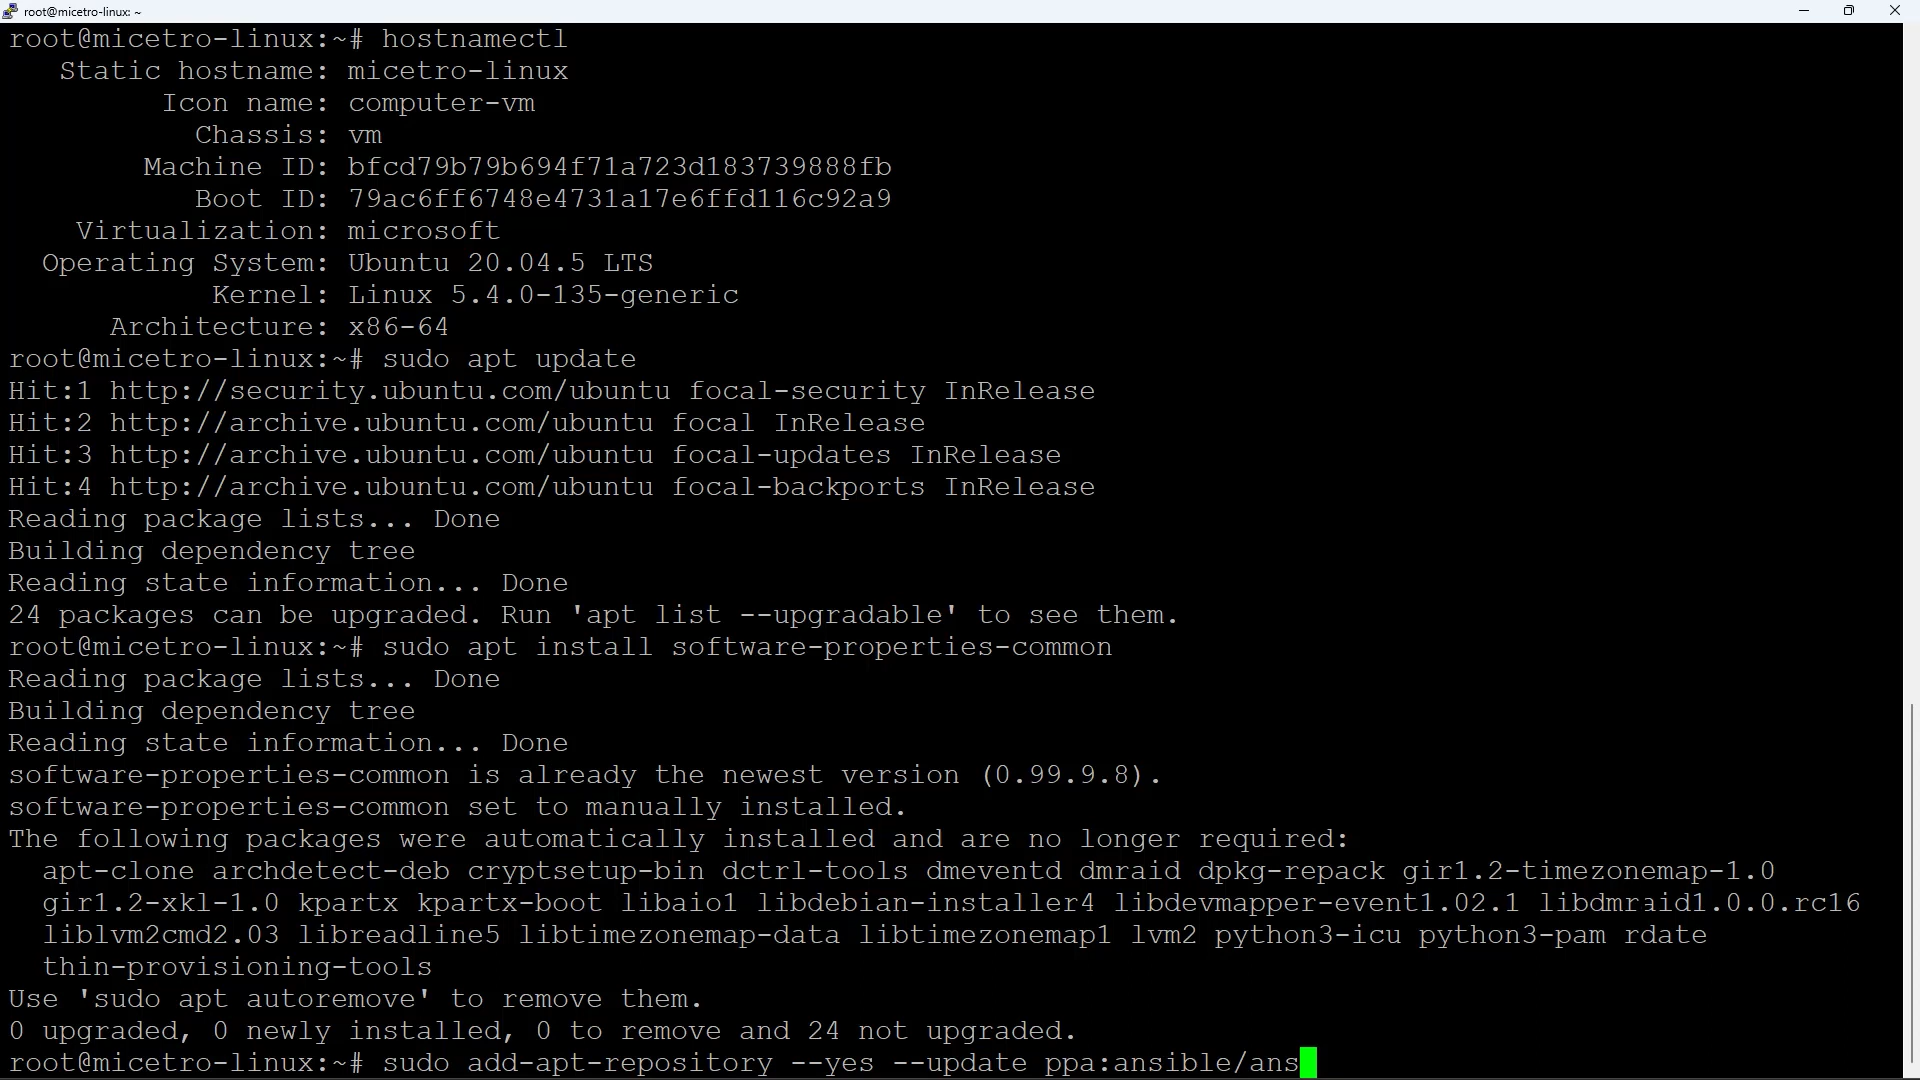 root@micetro-linux: ~
root@micetro-linux:~# hostnamectl
Static hostname: micetro-linux
Icon name: computer-vm
Chassis: vm
Machine ID: bfcd79b79b694f71a723d183739888fb
Boot ID: 79ac6ff6748e4731a17e6ffd116c92a9
Virtualization: microsoft
Operating System: Ubuntu 20.04.5 LTS
Kernel: Linux 5.4.0-135-generic
Architecture: x86-64
root@micetro-linux:~# sudo apt update
Hit:1 http://security.ubuntu.com/ubuntu focal-security InRelease
Hit:2 http://archive.ubuntu.com/ubuntu focal InRelease
Hit:3 http://archive.ubuntu.com/ubuntu focal-updates InRelease
Hit:4 http://archive.ubuntu.com/ubuntu focal-backports InRelease
Reading package lists... Done
Building dependency tree
Reading state information... Done
24 packages can be upgraded. Run 'apt list --upgradable' to see them.
root@micetro-linux:~# sudo apt install software-properties-common
Reading package lists... Done
Building dependency tree
Reading state information... Done
software-properties-common is already the newest version (0.99.9.8).
software-properties-common set to manually installed.
The following packages were automatically installed and are no longer required:
apt-clone archdetect-deb cryptsetup-bin dctrl-tools dmeventd dmraid dpkg-repack gir1.2-timezonemap-1.0
gir1.2-xkl-1.0 kpartx kpartx-boot libaio1 libdebian-installer4 libdevmapper-event1.02.1 libdmraid1.0.0.rc16
liblvm2cmd2.03 libreadline5 libtimezonemap-data libtimezonemap1 lvm2 python3-icu python3-pam rdate
thin-provisioning-tools
Use 'sudo apt autoremove' to remove them.
0 upgraded, 0 newly installed, 0 to remove and 24 not upgraded.
root@micetro-linux:~# sudo add-apt-repository --yes --update ppa:ansible/ans